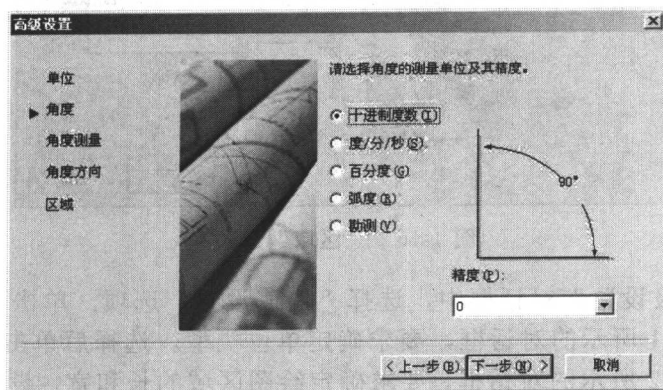 高级设置
单位
角度
角度测量
角度方向
区域
请选择角度的测量单位及其精度。
十进制度数(I)
度/分/秒(S)
百分度(G)
弧度(R)
勘测(Y)
90°
精度(P):
0
< 上一步(B)
下一步(N) >
取消